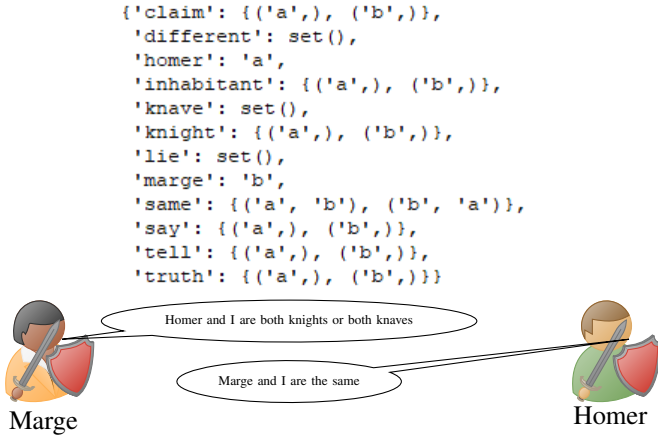 {'claim': {('a',), ('b',)},
'different': set(),
'homer': 'a',
'inhabitant': {('a',), ('b',)},
'knave': set(),
'knight': {('a',), ('b',)},
'lie': set(),
'marge': 'b',
'same': {('a', 'b'), ('b', 'a')},
'say': {('a',), ('b',)},
'tell': {('a',), ('b',)},
'truth': {('a',), ('b',)}}
Homer and I are both knights or both knaves
Marge and I are the same
Marge
Homer